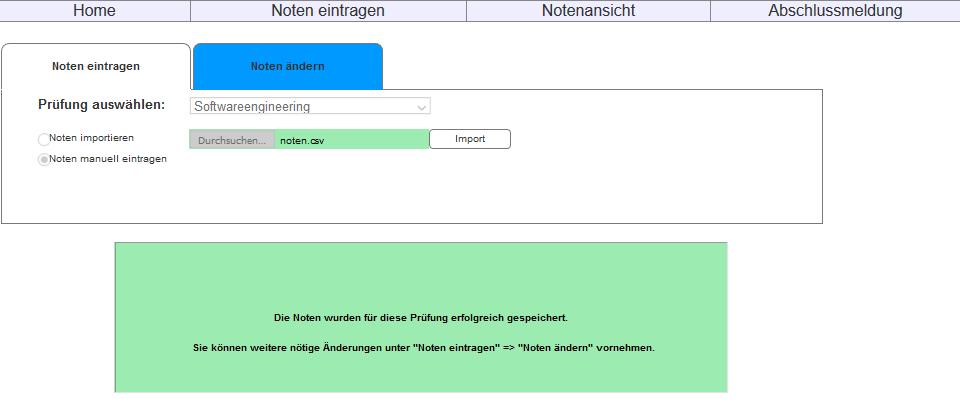 Home Noten eintragen Notenansicht Abschlussmeldung
Noten eintragen Noten ändern
Prüfung auswählen: Softwareengineering
Noten importieren Durchsuchen... noten.csv Import
Noten manuell eintragen
Die Noten wurden für diese Prüfung erfolgreich gespeichert.
Sie können weitere nötige Änderungen unter "Noten eintragen" => "Noten ändern" vornehmen.